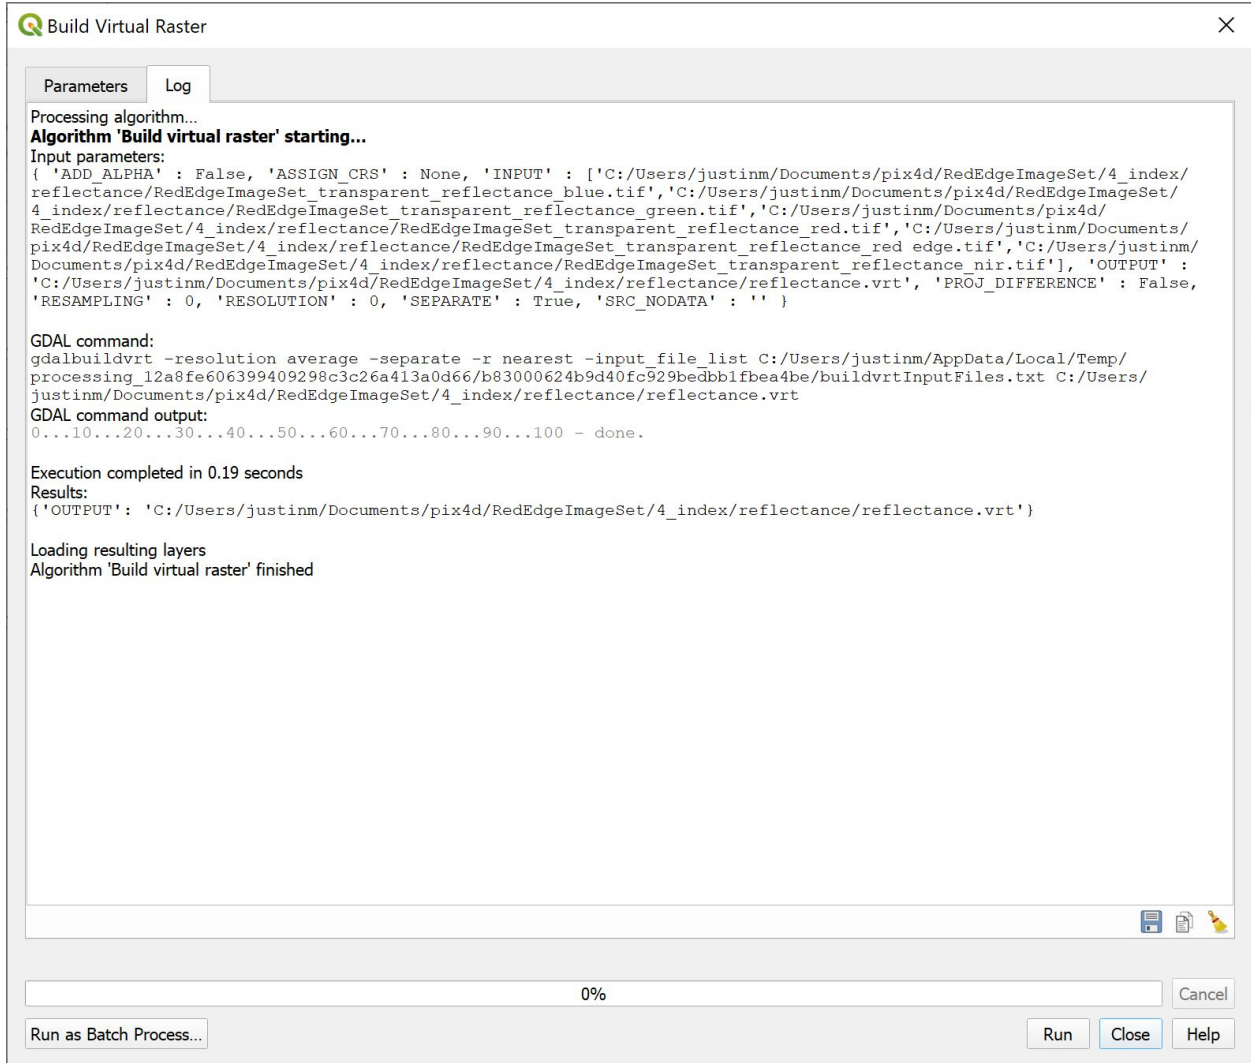 Build Virtual Raster
Parameters
Log
Processing algorithm...
Algorithm 'Build virtual raster' starting...
Input parameters:
{ 'ADD_ALPHA' : False, 'ASSIGN_CRS' : None, 'INPUT' : ['C:/Users/justinm/Documents/pix4d/RedEdgeImageSet/4_index/
reflectance/RedEdgeImageSet_transparent_reflectance_blue.tif','C:/Users/justinm/Documents/pix4d/RedEdgeImageSet/
4_index/reflectance/RedEdgeImageSet_transparent_reflectance_green.tif','C:/Users/justinm/Documents/pix4d/
RedEdgeImageSet/4_index/reflectance/RedEdgeImageSet_transparent_reflectance_red.tif','C:/Users/justinm/Documents/
pix4d/RedEdgeImageSet/4_index/reflectance/RedEdgeImageSet_transparent_reflectance_red edge.tif','C:/Users/justinm/
Documents/pix4d/RedEdgeImageSet/4_index/reflectance/RedEdgeImageSet_transparent_reflectance_nir.tif'], 'OUTPUT' :
'C:/Users/justinm/Documents/pix4d/RedEdgeImageSet/4_index/reflectance/reflectance.vrt', 'PROJ_DIFFERENCE' : False,
'RESAMPLING' : 0, 'RESOLUTION' : 0, 'SEPARATE' : True, 'SRC_NODATA' : '' }
GDAL command:
gdalbuildvrt -resolution average -separate -r nearest -input_file_list C:/Users/justinm/AppData/Local/Temp/
processing_12a8fe606399409298c3c26a413a0d66/b83000624b9d40fc929bedbb1fbea4be/buildvrtInputFiles.txt C:/Users/
justinm/Documents/pix4d/RedEdgeImageSet/4_index/reflectance/reflectance.vrt
GDAL command output:
0...10...20...30...40...50...60...70...80...90...100 - done.
Execution completed in 0.19 seconds
Results:
{'OUTPUT': 'C:/Users/justinm/Documents/pix4d/RedEdgeImageSet/4_index/reflectance/reflectance.vrt'}
Loading resulting layers
Algorithm 'Build virtual raster' finished
0%
Cancel
Run as Batch Process...
Run
Close
Help